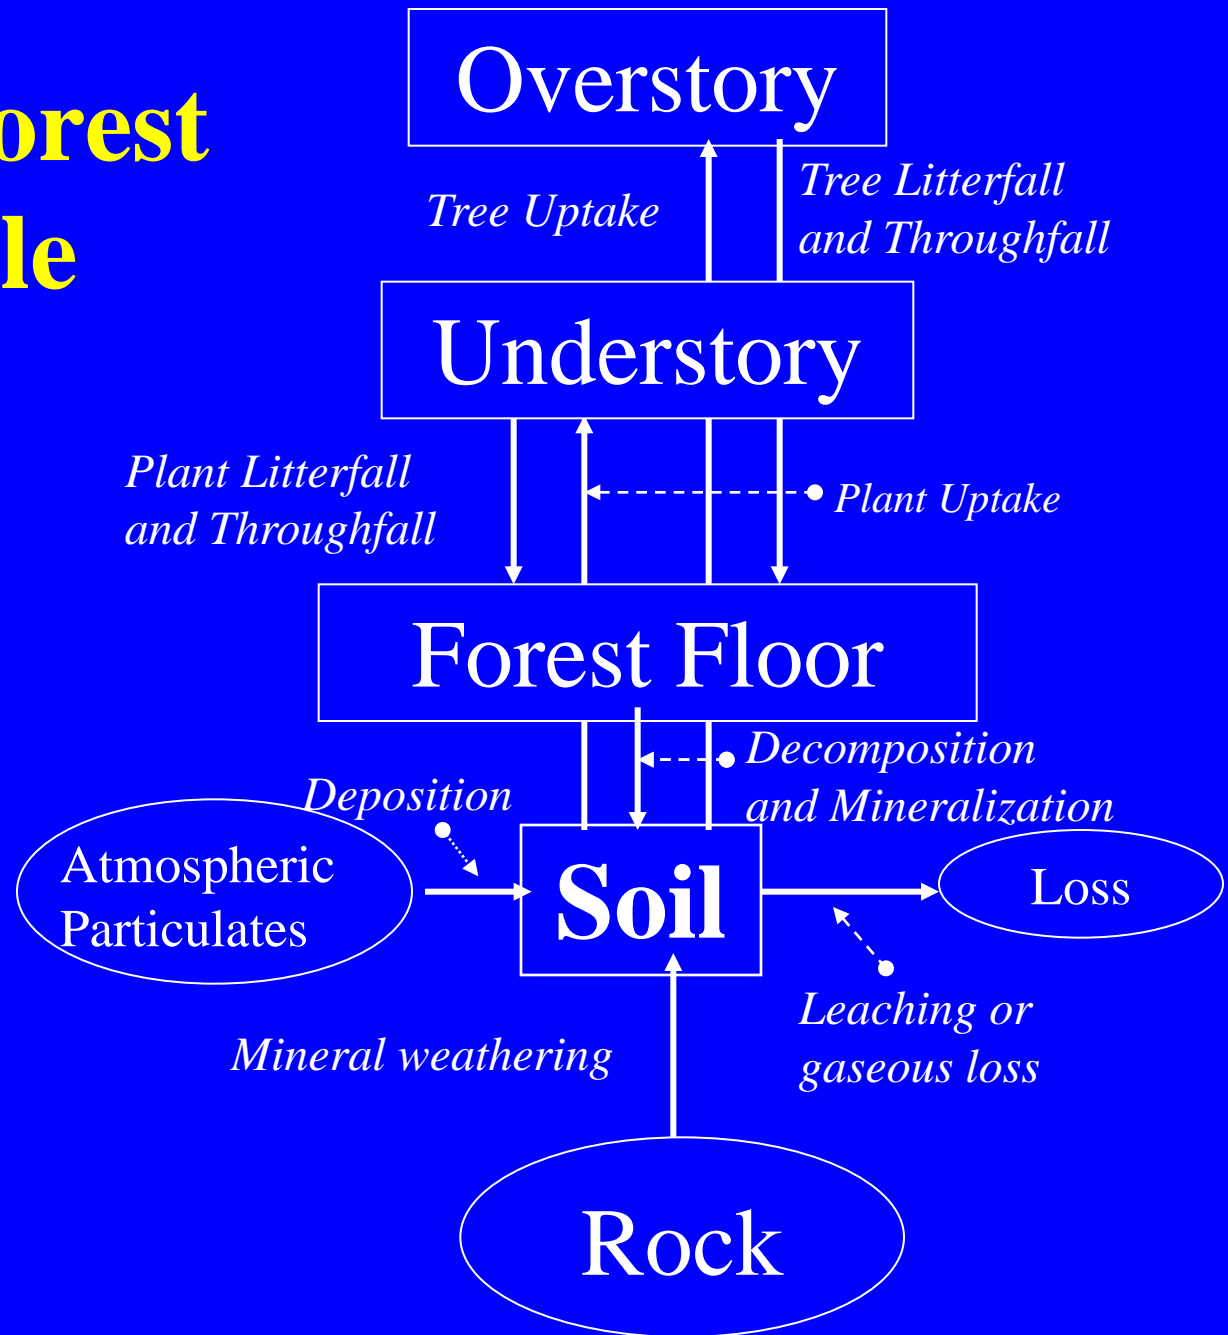 orest
le
Overstory
Tree Uptake
Tree Litterfall
and Throughfall
Understory
Plant Litterfall
and Throughfall
Plant Uptake
Forest Floor
Decomposition
and Mineralization
Deposition
Atmospheric
Particulates
Soil
Loss
Leaching or
gaseous loss
Mineral weathering
Rock